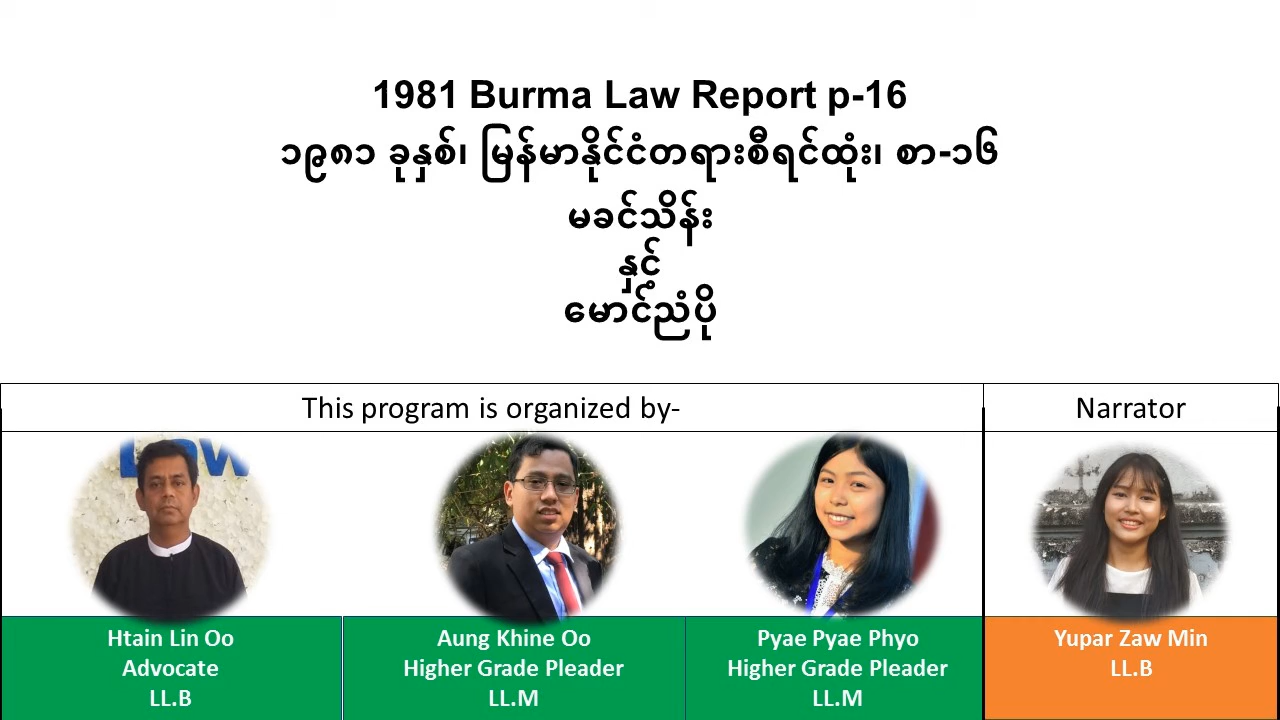 1981 Burma Law Report p-16
၁၉၈၁ ခုနှစ်၊ မြန်မာနိုင်ငံတရားစီရင်ထုံး၊ စာ-၁၆
မခင်သိန်း
နှင့်
မောင်ညံပို
This program is organized by-
Narrator
Law
Htain Lin Oo
Advocate
LL.B
Aung Khine Oo
Higher Grade Pleader
LL.M
Pyae Pyae Phyo
Higher Grade Pleader
LL.M
Yupar Zaw Min
LL.B